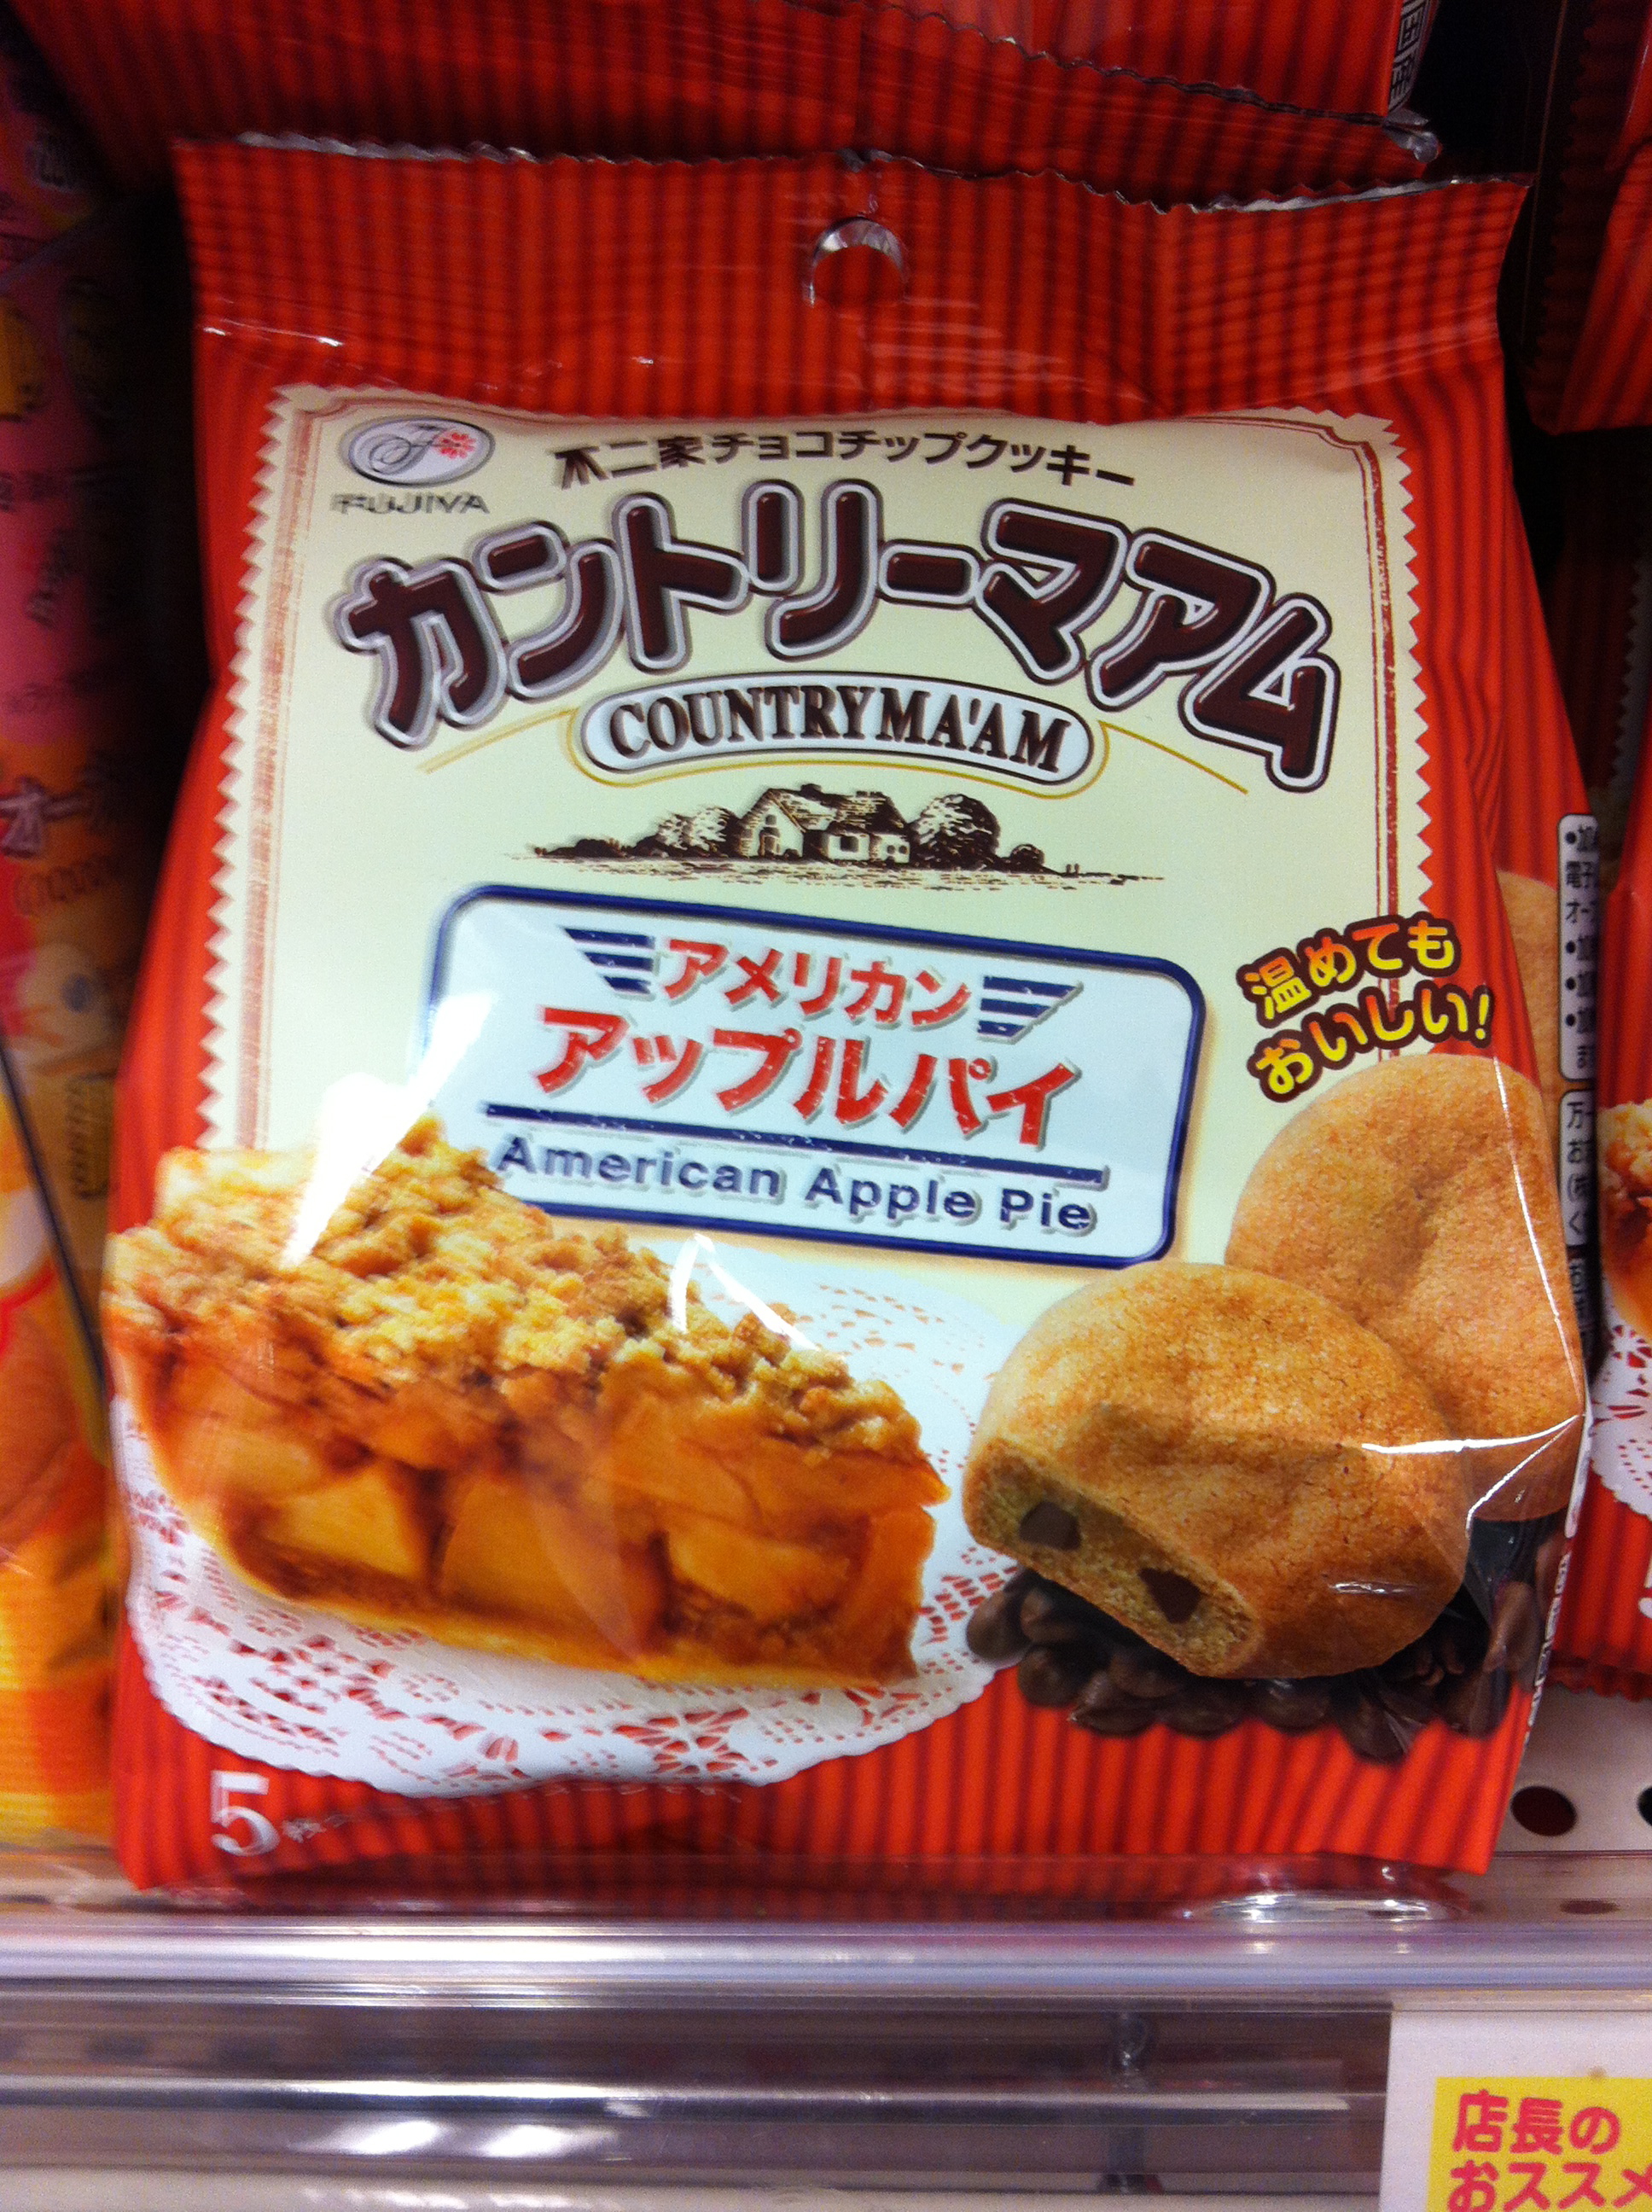 FUJIYA
不二家チョコチップクッキー
カントリーマアム
COUNTRY MA'AM
アメリカン
アップルパイ
American Apple Pie
温めても
おいしい!
5
店長の
おススメ